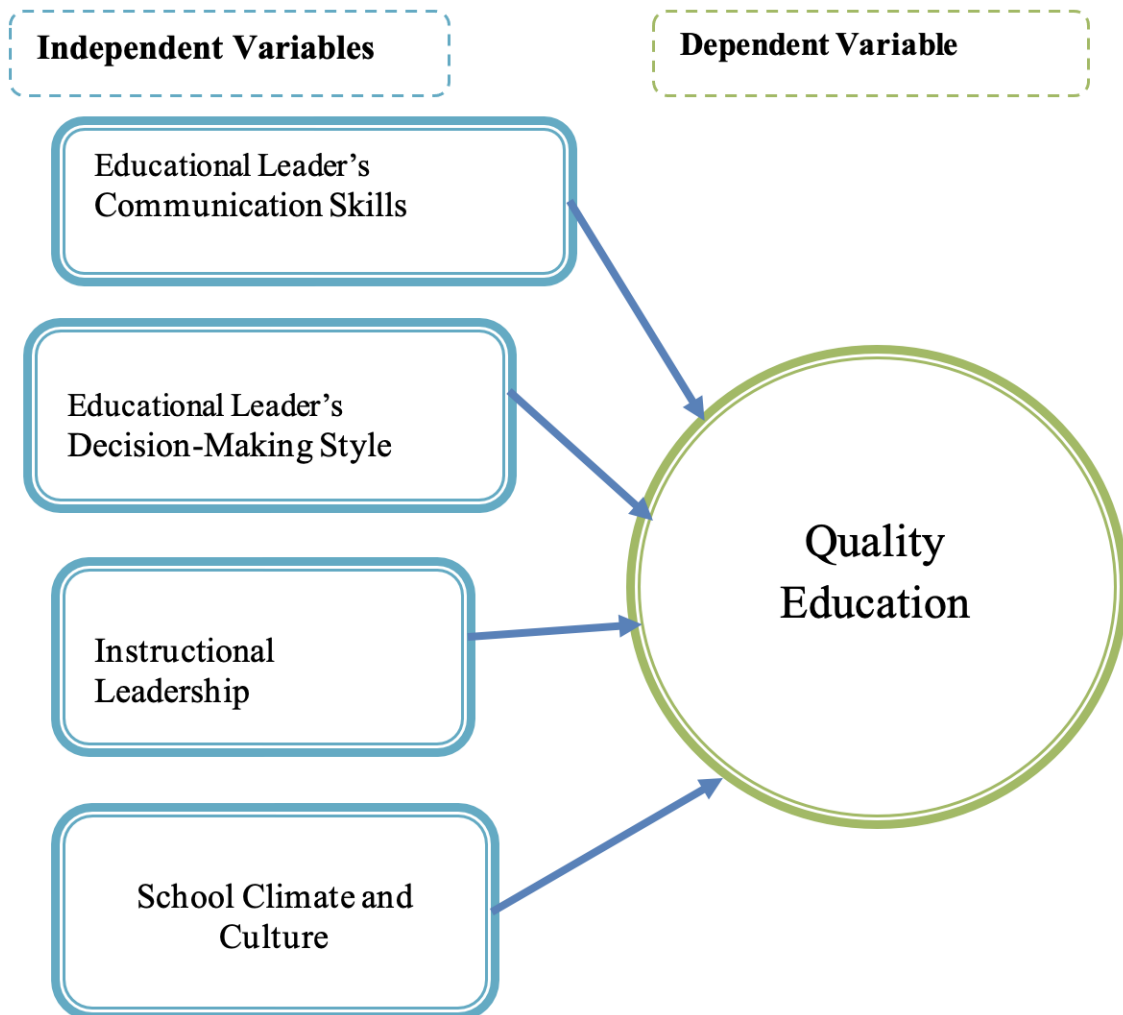 Independent Variables
Dependent Variable
Educational Leader’s
Communication Skills
Educational Leader’s
Decision-Making Style
Quality
Education
Instructional
Leadership
School Climate and
Culture